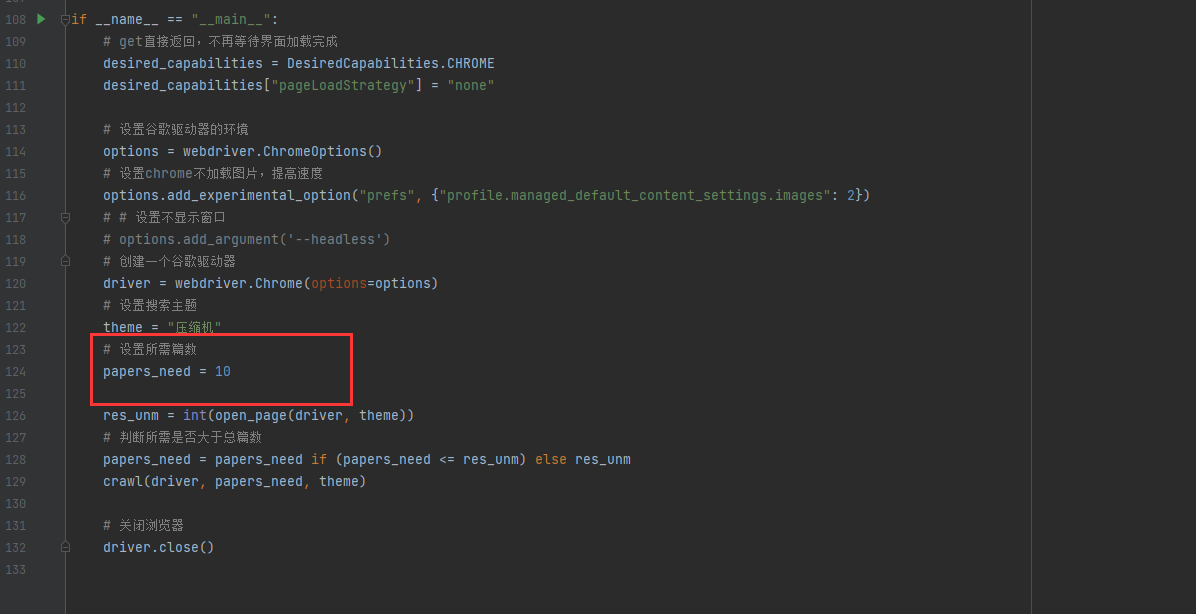 108 if __name__ == "__main__":
109 # get直接返回，不再等待界面加载完成
110 desired_capabilities = DesiredCapabilities.CHROME
111 desired_capabilities["pageLoadStrategy"] = "none"
112
113 # 设置谷歌驱动器的环境
114 options = webdriver.ChromeOptions()
115 # 设置chrome不加载图片，提高速度
116 options.add_experimental_option("prefs", {"profile.managed_default_content_settings.images": 2})
117 # # 设置不显示窗口
118 # options.add_argument('--headless')
119 # 创建一个谷歌驱动器
120 driver = webdriver.Chrome(options=options)
121 # 设置搜索主题
122 theme = "压缩机"
123 # 设置所需篇数
124 papers_need = 10
125
126 res_unm = int(open_page(driver, theme))
127 # 判断所需是否大于总篇数
128 papers_need = papers_need if (papers_need <= res_unm) else res_unm
129 crawl(driver, papers_need, theme)
130
131 # 关闭浏览器
132 driver.close()
133